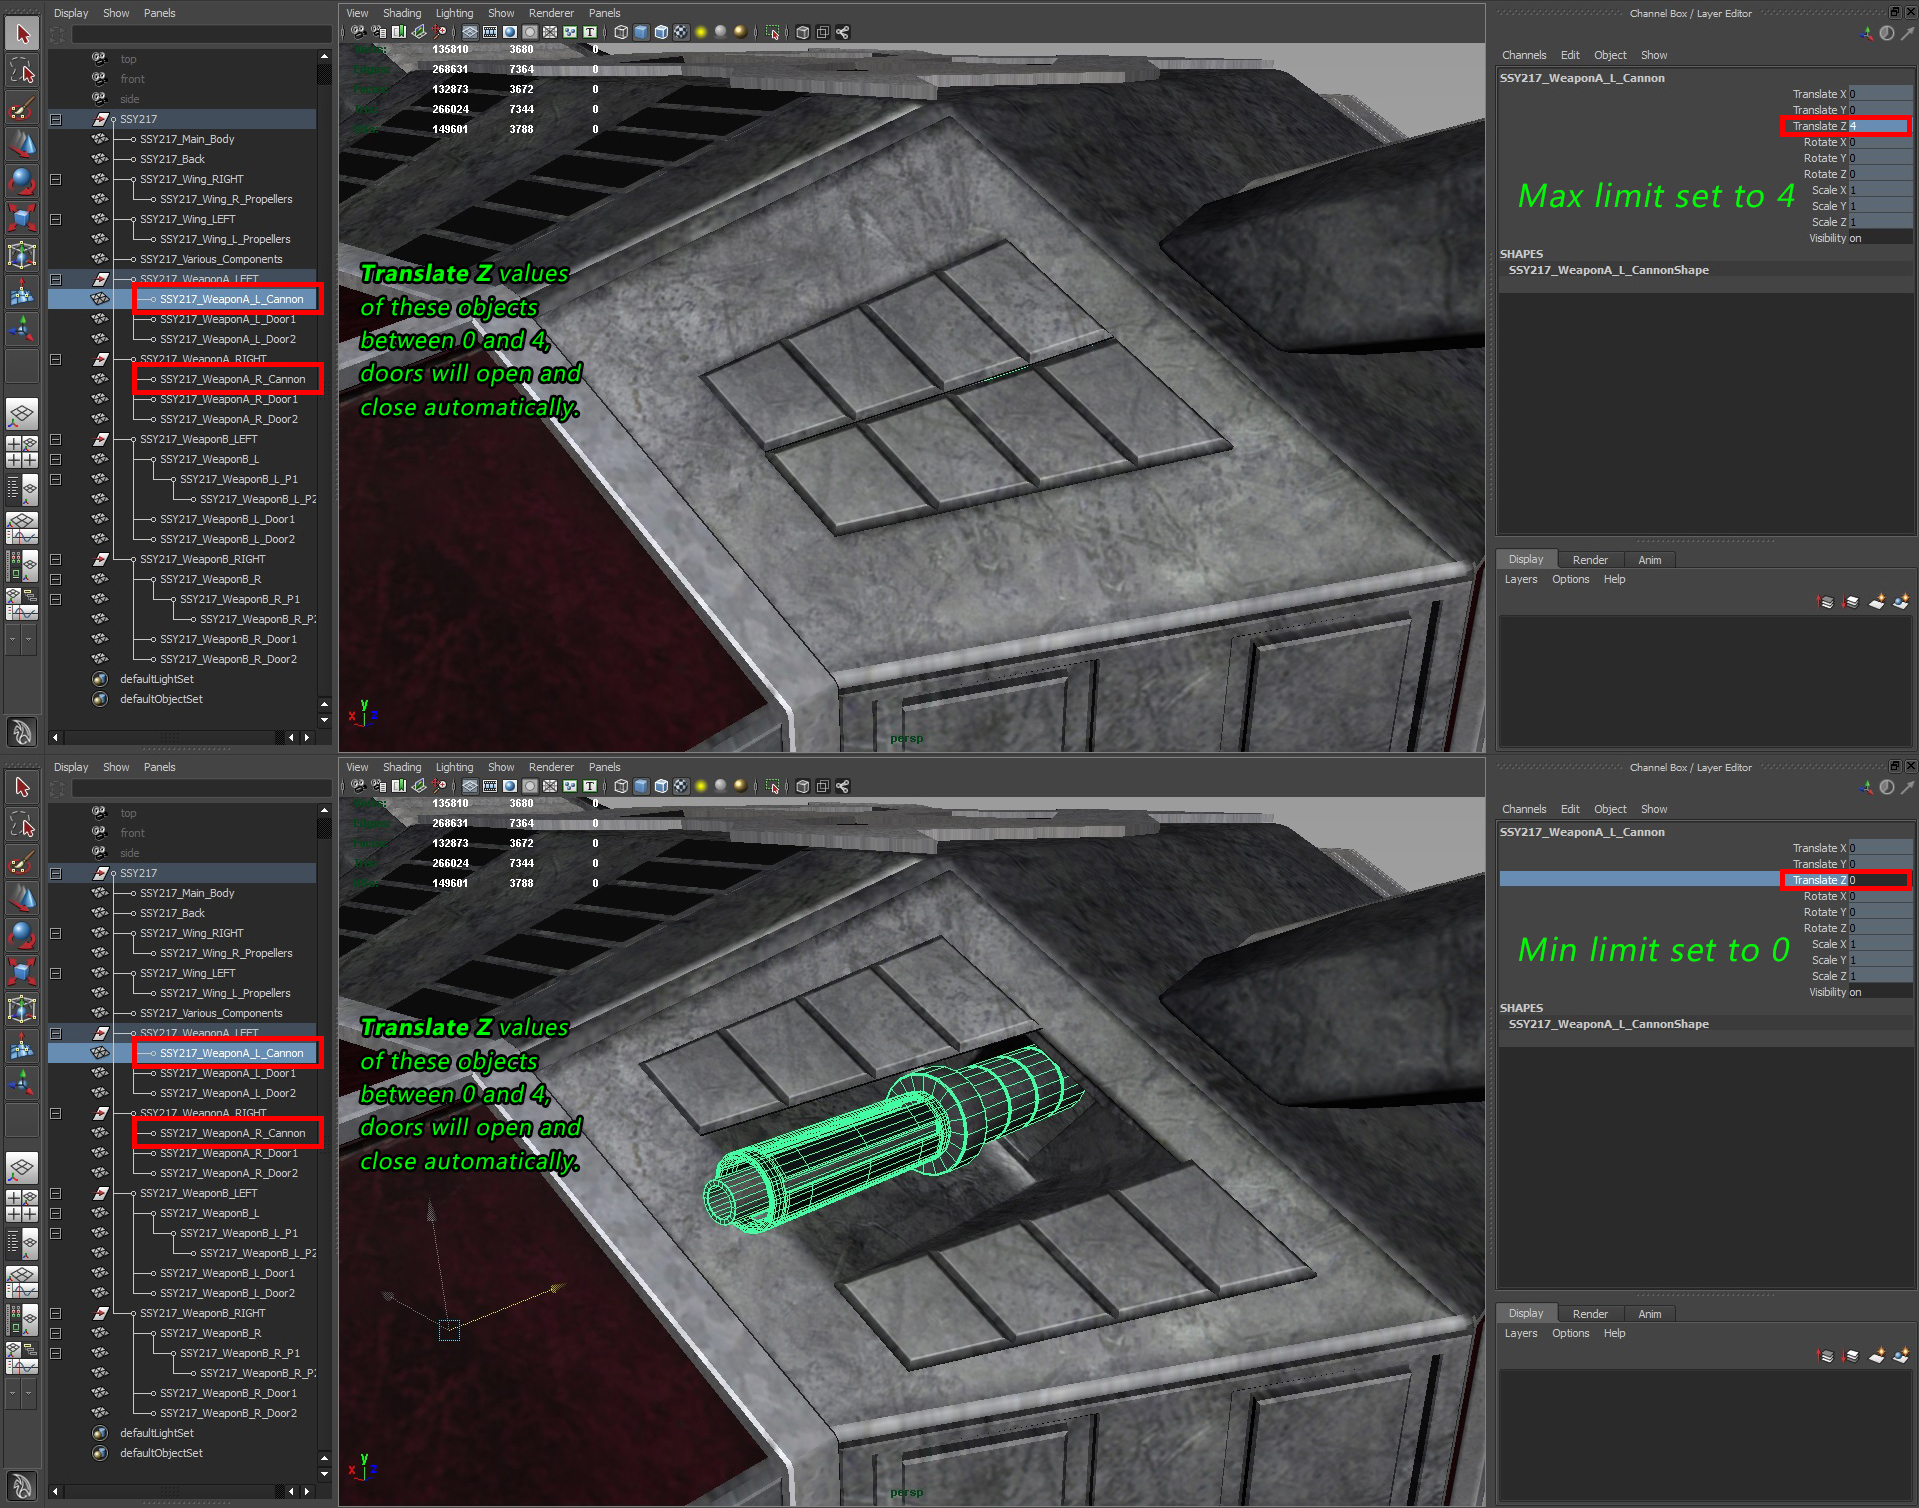 Display Show Panels
View Shading Lighting Show Renderer Panels
Channel Box / Layer Editor
Channels Edit Object Show
top
front
side
SSY217
SSY217_Main_Body
SSY217_Back
SSY217_Wing_RIGHT
SSY217_Wing_R_Propellers
SSY217_Wing_LEFT
SSY217_Wing_L_Propellers
SSY217_Various_Components
SSY217_WeaponA_LEFT
SSY217_WeaponA_L_Cannon
SSY217_WeaponA_L_Door1
SSY217_WeaponA_L_Door2
SSY217_WeaponA_RIGHT
SSY217_WeaponA_R_Cannon
SSY217_WeaponA_R_Door1
SSY217_WeaponA_R_Door2
SSY217_WeaponB_LEFT
SSY217_WeaponB_L
SSY217_WeaponB_L_P1
SSY217_WeaponB_L_P2
SSY217_WeaponB_L_Door1
SSY217_WeaponB_L_Door2
SSY217_WeaponB_RIGHT
SSY217_WeaponB_R
SSY217_WeaponB_R_P1
SSY217_WeaponB_R_P2
SSY217_WeaponB_R_Door1
SSY217_WeaponB_R_Door2
defaultLightSet
defaultObjectSet
135810 3680 0
268631 7364 0
132873 3672 0
266024 7344 0
149601 3788 0
Translate Z values
of these objects
between 0 and 4,
doors will open and
close automatically.
y
x z
persp
SSY217_WeaponA_L_Cannon
Translate X 0
Translate Y 0
Translate Z 4
Rotate X 0
Rotate Y 0
Rotate Z 0
Scale X 1
Scale Y 1
Scale Z 1
Visibility on
Max limit set to 4
SHAPES
SSY217_WeaponA_L_CannonShape
Display Render Anim
Layers Options Help
Display Show Panels
View Shading Lighting Show Renderer Panels
Channel Box / Layer Editor
Channels Edit Object Show
top
front
side
SSY217
SSY217_Main_Body
SSY217_Back
SSY217_Wing_RIGHT
SSY217_Wing_R_Propellers
SSY217_Wing_LEFT
SSY217_Wing_L_Propellers
SSY217_Various_Components
SSY217_WeaponA_LEFT
SSY217_WeaponA_L_Cannon
SSY217_WeaponA_L_Door1
SSY217_WeaponA_L_Door2
SSY217_WeaponA_RIGHT
SSY217_WeaponA_R_Cannon
SSY217_WeaponA_R_Door1
SSY217_WeaponA_R_Door2
SSY217_WeaponB_LEFT
SSY217_WeaponB_L
SSY217_WeaponB_L_P1
SSY217_WeaponB_L_P2
SSY217_WeaponB_L_Door1
SSY217_WeaponB_L_Door2
SSY217_WeaponB_RIGHT
SSY217_WeaponB_R
SSY217_WeaponB_R_P1
SSY217_WeaponB_R_P2
SSY217_WeaponB_R_Door1
SSY217_WeaponB_R_Door2
defaultLightSet
defaultObjectSet
135810 3680 0
268631 7364 0
132873 3672 0
266024 7344 0
149601 3788 0
Translate Z values
of these objects
between 0 and 4,
doors will open and
close automatically.
y
x z
persp
SSY217_WeaponA_L_Cannon
Translate X 0
Translate Y 0
Translate Z 0
Rotate X 0
Rotate Y 0
Rotate Z 0
Scale X 1
Scale Y 1
Scale Z 1
Visibility on
Min limit set to 0
SHAPES
SSY217_WeaponA_L_CannonShape
Display Render Anim
Layers Options Help